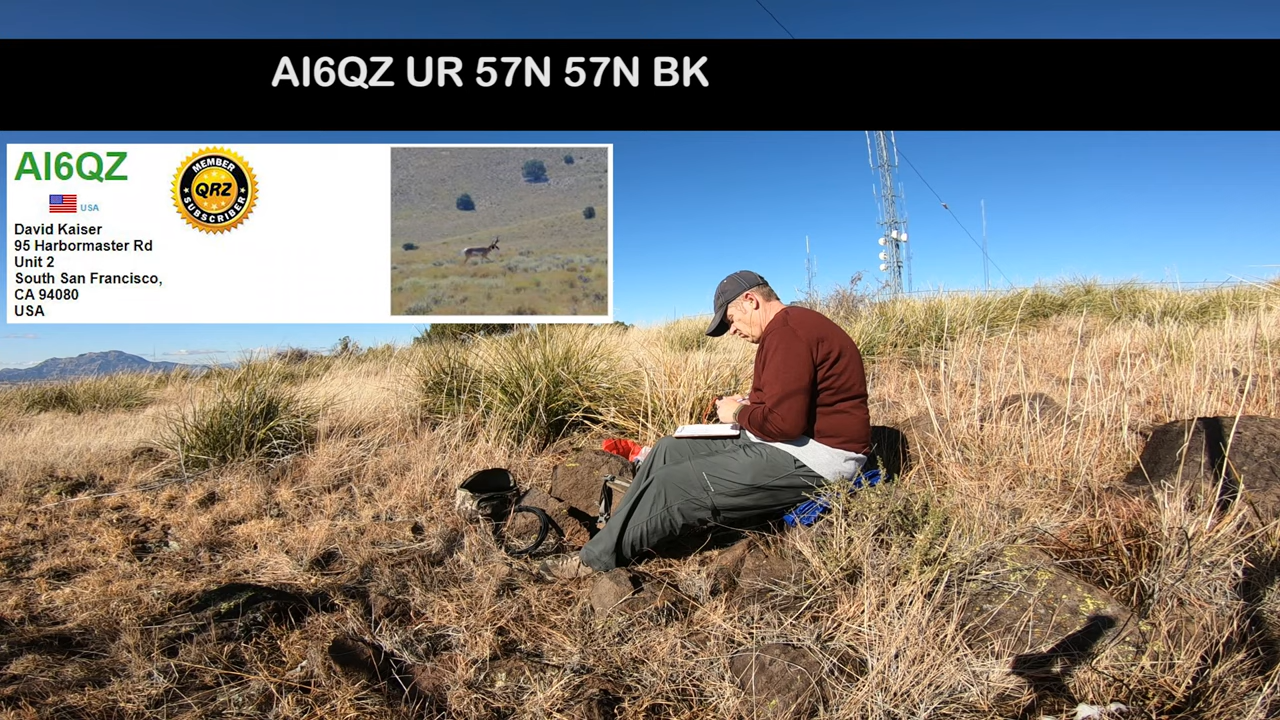 AI6QZ UR 57N 57N BK
AI6QZ
MEMBER
QRZ
SUBSCRIBER
USA
David Kaiser
95 Harbormaster Rd
Unit 2
South San Francisco,
CA 94080
USA